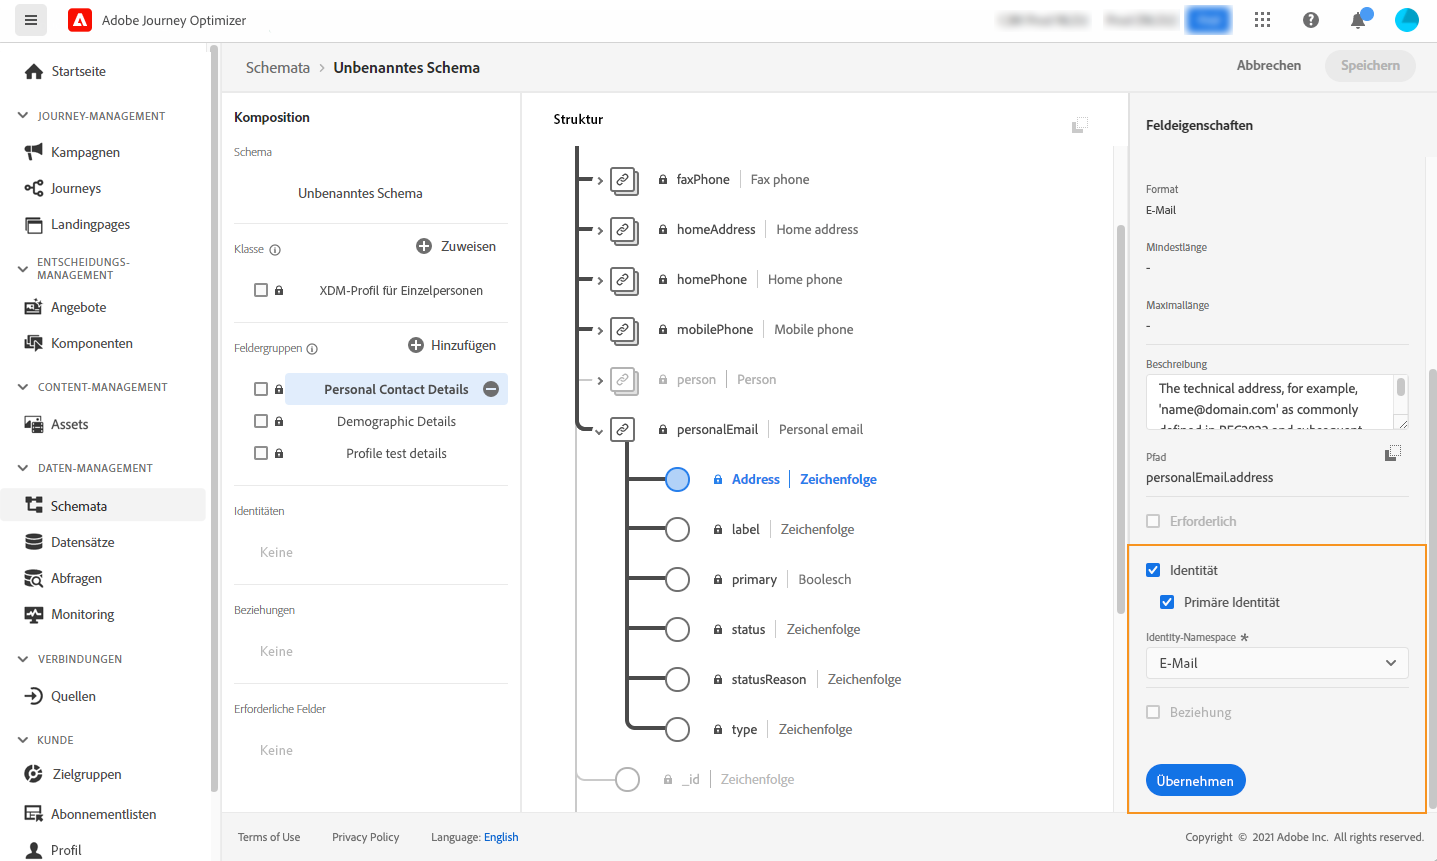 Adobe Journey Optimizer
Startseite
JOURNEY-MANAGEMENT
Kampagnen
Journeys
Landingpages
ENTSCHEIDUNGS-
MANAGEMENT
Angebote
Komponenten
CONTENT-MANAGEMENT
Assets
DATEN-MANAGEMENT
Schemata
Datensätze
Abfragen
Monitoring
VERBINDUNGEN
Quellen
KUNDE
Zielgruppen
Abonnementlisten
Profil
Schemata > Unbenanntes Schema
Abbrechen
Speichern
Komposition
Schema
Unbenanntes Schema
Klasse
Zuweisen
XDM-Profil für Einzelpersonen
Feldergruppen
Hinzufügen
Personal Contact Details
Demographic Details
Profile test details
Identitäten
Keine
Beziehungen
Keine
Erforderliche Felder
Keine
Struktur
faxPhone | Fax phone
homeAddress | Home address
homePhone | Home phone
mobilePhone | Mobile phone
person | Person
personalEmail | Personal email
Address | Zeichenfolge
label | Zeichenfolge
primary | Boolesch
status | Zeichenfolge
statusReason | Zeichenfolge
type | Zeichenfolge
_id | Zeichenfolge
Feldeigenschaften
Format
E-Mail
Mindestlänge
-
Maximallänge
-
Beschreibung
The technical address, for example,
'name@domain.com' as commonly
defined in RFC2822 and subsequent
Pfad
personalEmail.address
Erforderlich
Identität
Primäre Identität
Identity-Namespace *
E-Mail
Beziehung
Übernehmen
Terms of Use
Privacy Policy
Language: English
Copyright © 2021 Adobe Inc. All rights reserved.